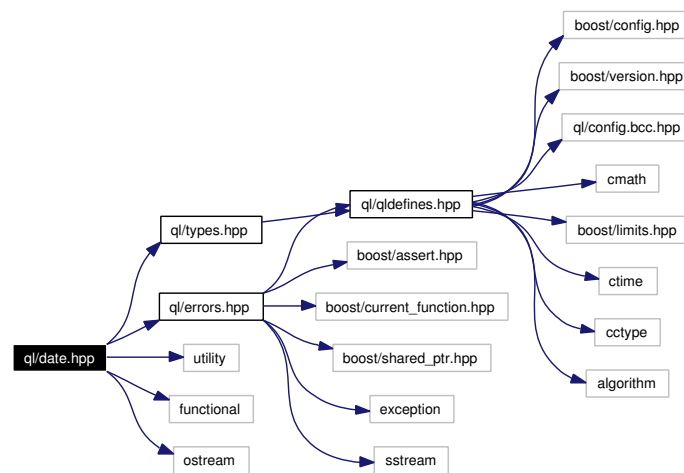 boost/config.hpp
boost/version.hpp
ql/config.bcc.hpp
cmath
ql/qldefines.hpp
ql/types.hpp
boost/limits.hpp
boost/assert.hpp
ctime
ql/errors.hpp
boost/current_function.hpp
cctype
ql/date.hpp
utility
boost/shared_ptr.hpp
algorithm
functional
exception
ostream
sstream